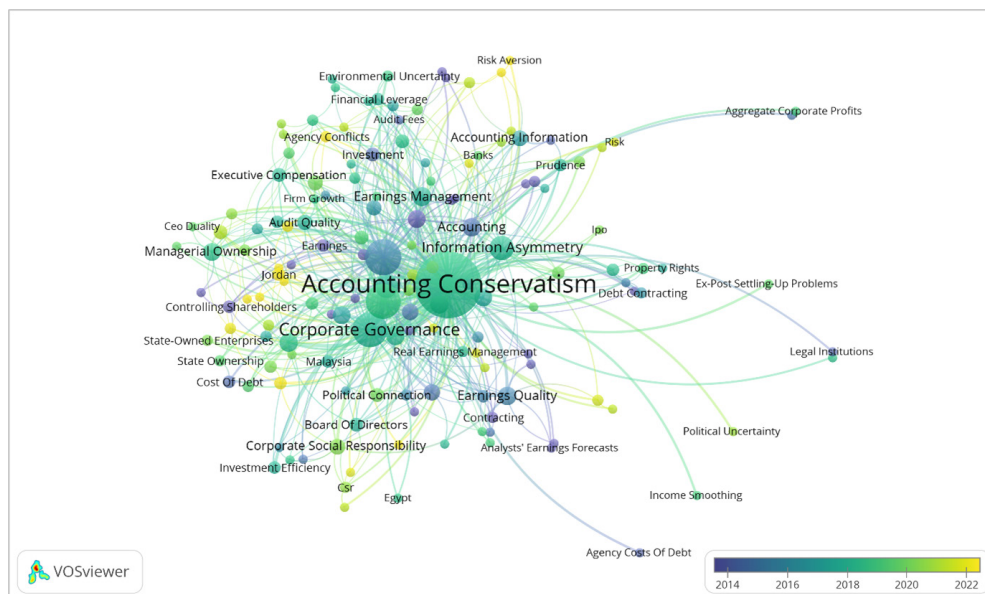 Risk Aversion
Environmental Uncertainty
Financial Leverage
Aggregate Corporate Profits
Audit Fees
Agency Conflicts
Accounting Information
Risk
Investment
Banks
Prudence
Executive Compensation
Firm Growth
Earnings Management
Ceo Duality
Audit Quality
Accounting
Ipo
Managerial Ownership
Earnings
Information Asymmetry
Jordan
Property Rights
Accounting Conservatism
Ex-Post Settling-Up Problems
Debt Contracting
Controlling Shareholders
Corporate Governance
State-Owned Enterprises
Real Earnings Management
Legal Institutions
State Ownership
Malaysia
Cost Of Debt
Political Connection
Earnings Quality
Contracting
Board Of Directors
Political Uncertainty
Corporate Social Responsibility
Analysts' Earnings Forecasts
Investment Efficiency
Csr
Egypt
Income Smoothing
Agency Costs Of Debt
VOSviewer
2014 2016 2018 2020 2022